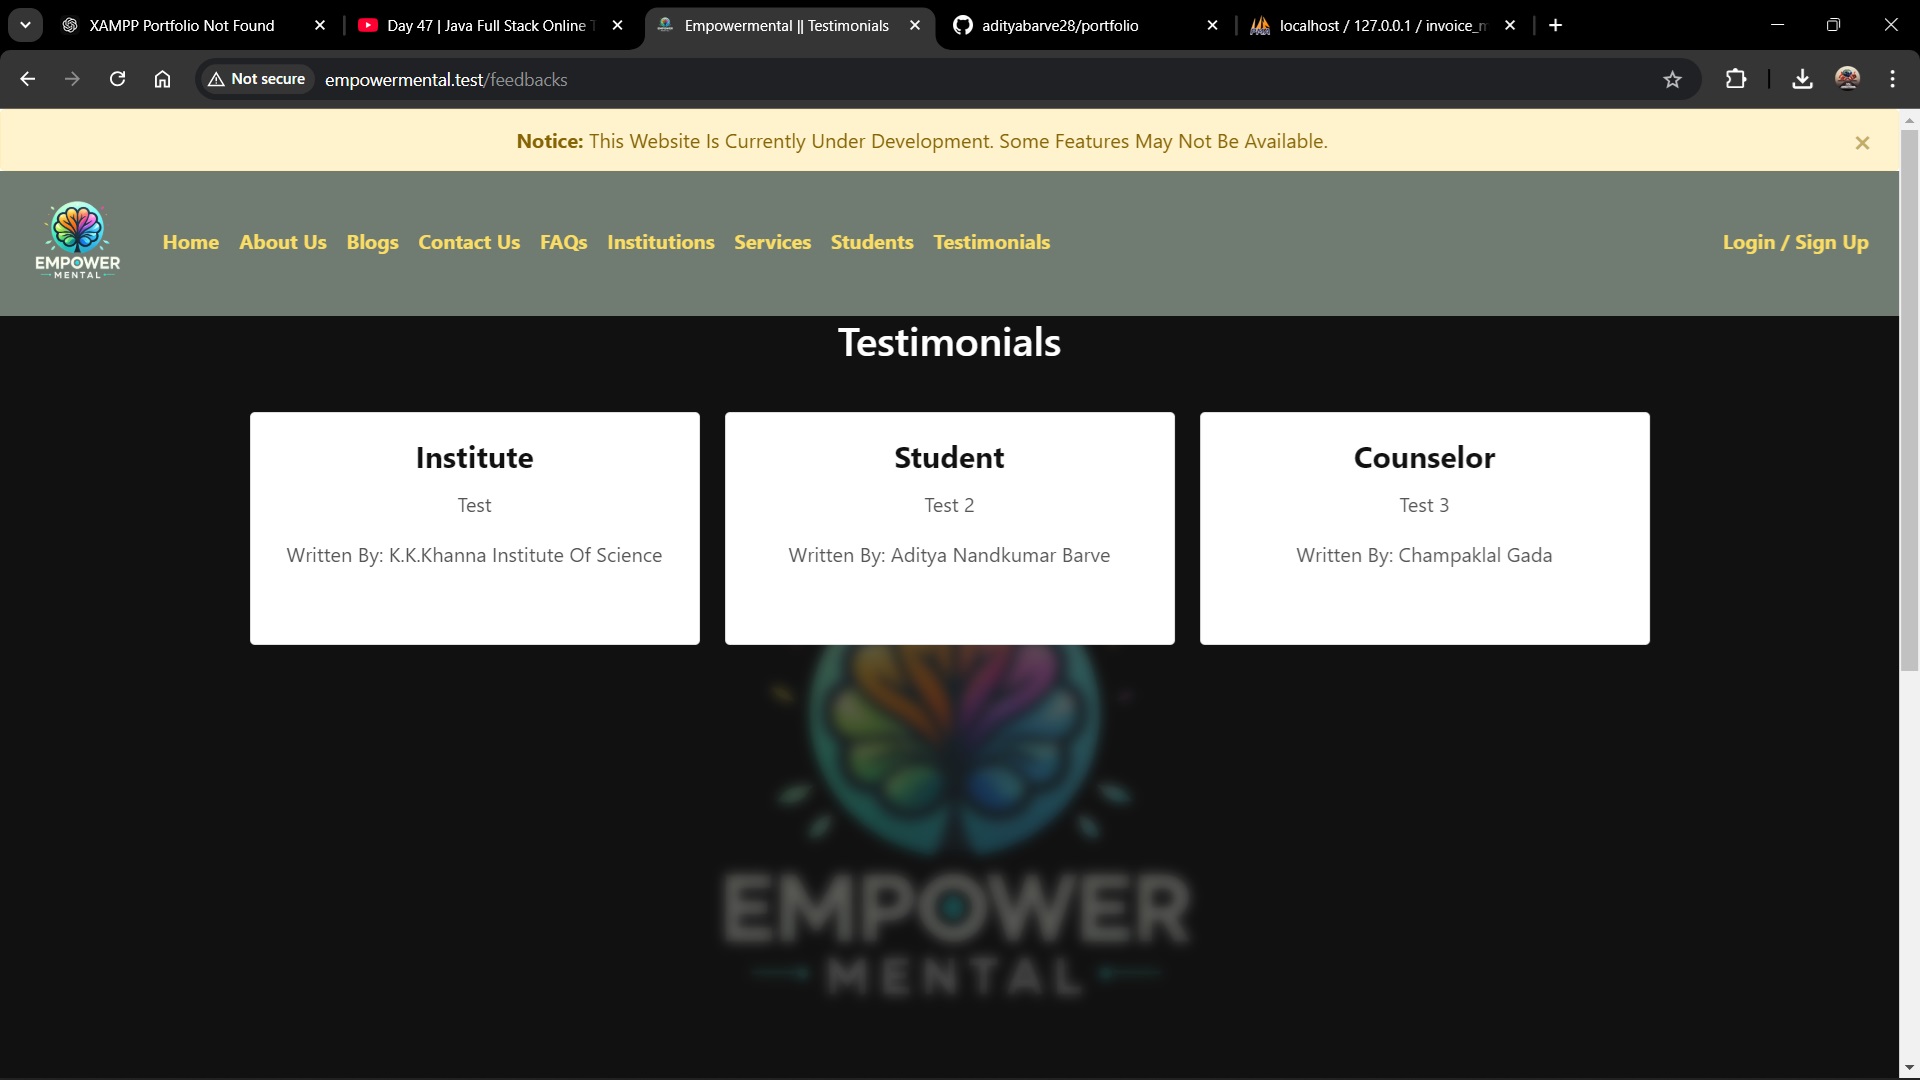 XAMPP Portfolio Not Found
Day 47 | Java Full Stack Online
Empowermental || Testimonials
adityabarve28/portfolio
localhost / 127.0.0.1 / invoice_m
Not secure
empowermental.test/feedbacks
Notice: This Website Is Currently Under Development. Some Features May Not Be Available.
EMPOWER
MENTAL
Home
About Us
Blogs
Contact Us
FAQs
Institutions
Services
Students
Testimonials
Login / Sign Up
Testimonials
Institute
Test
Written By: K.K.Khanna Institute Of Science
Student
Test 2
Written By: Aditya Nandkumar Barve
Counselor
Test 3
Written By: Champaklal Gada
EMPOWER
MENTAL